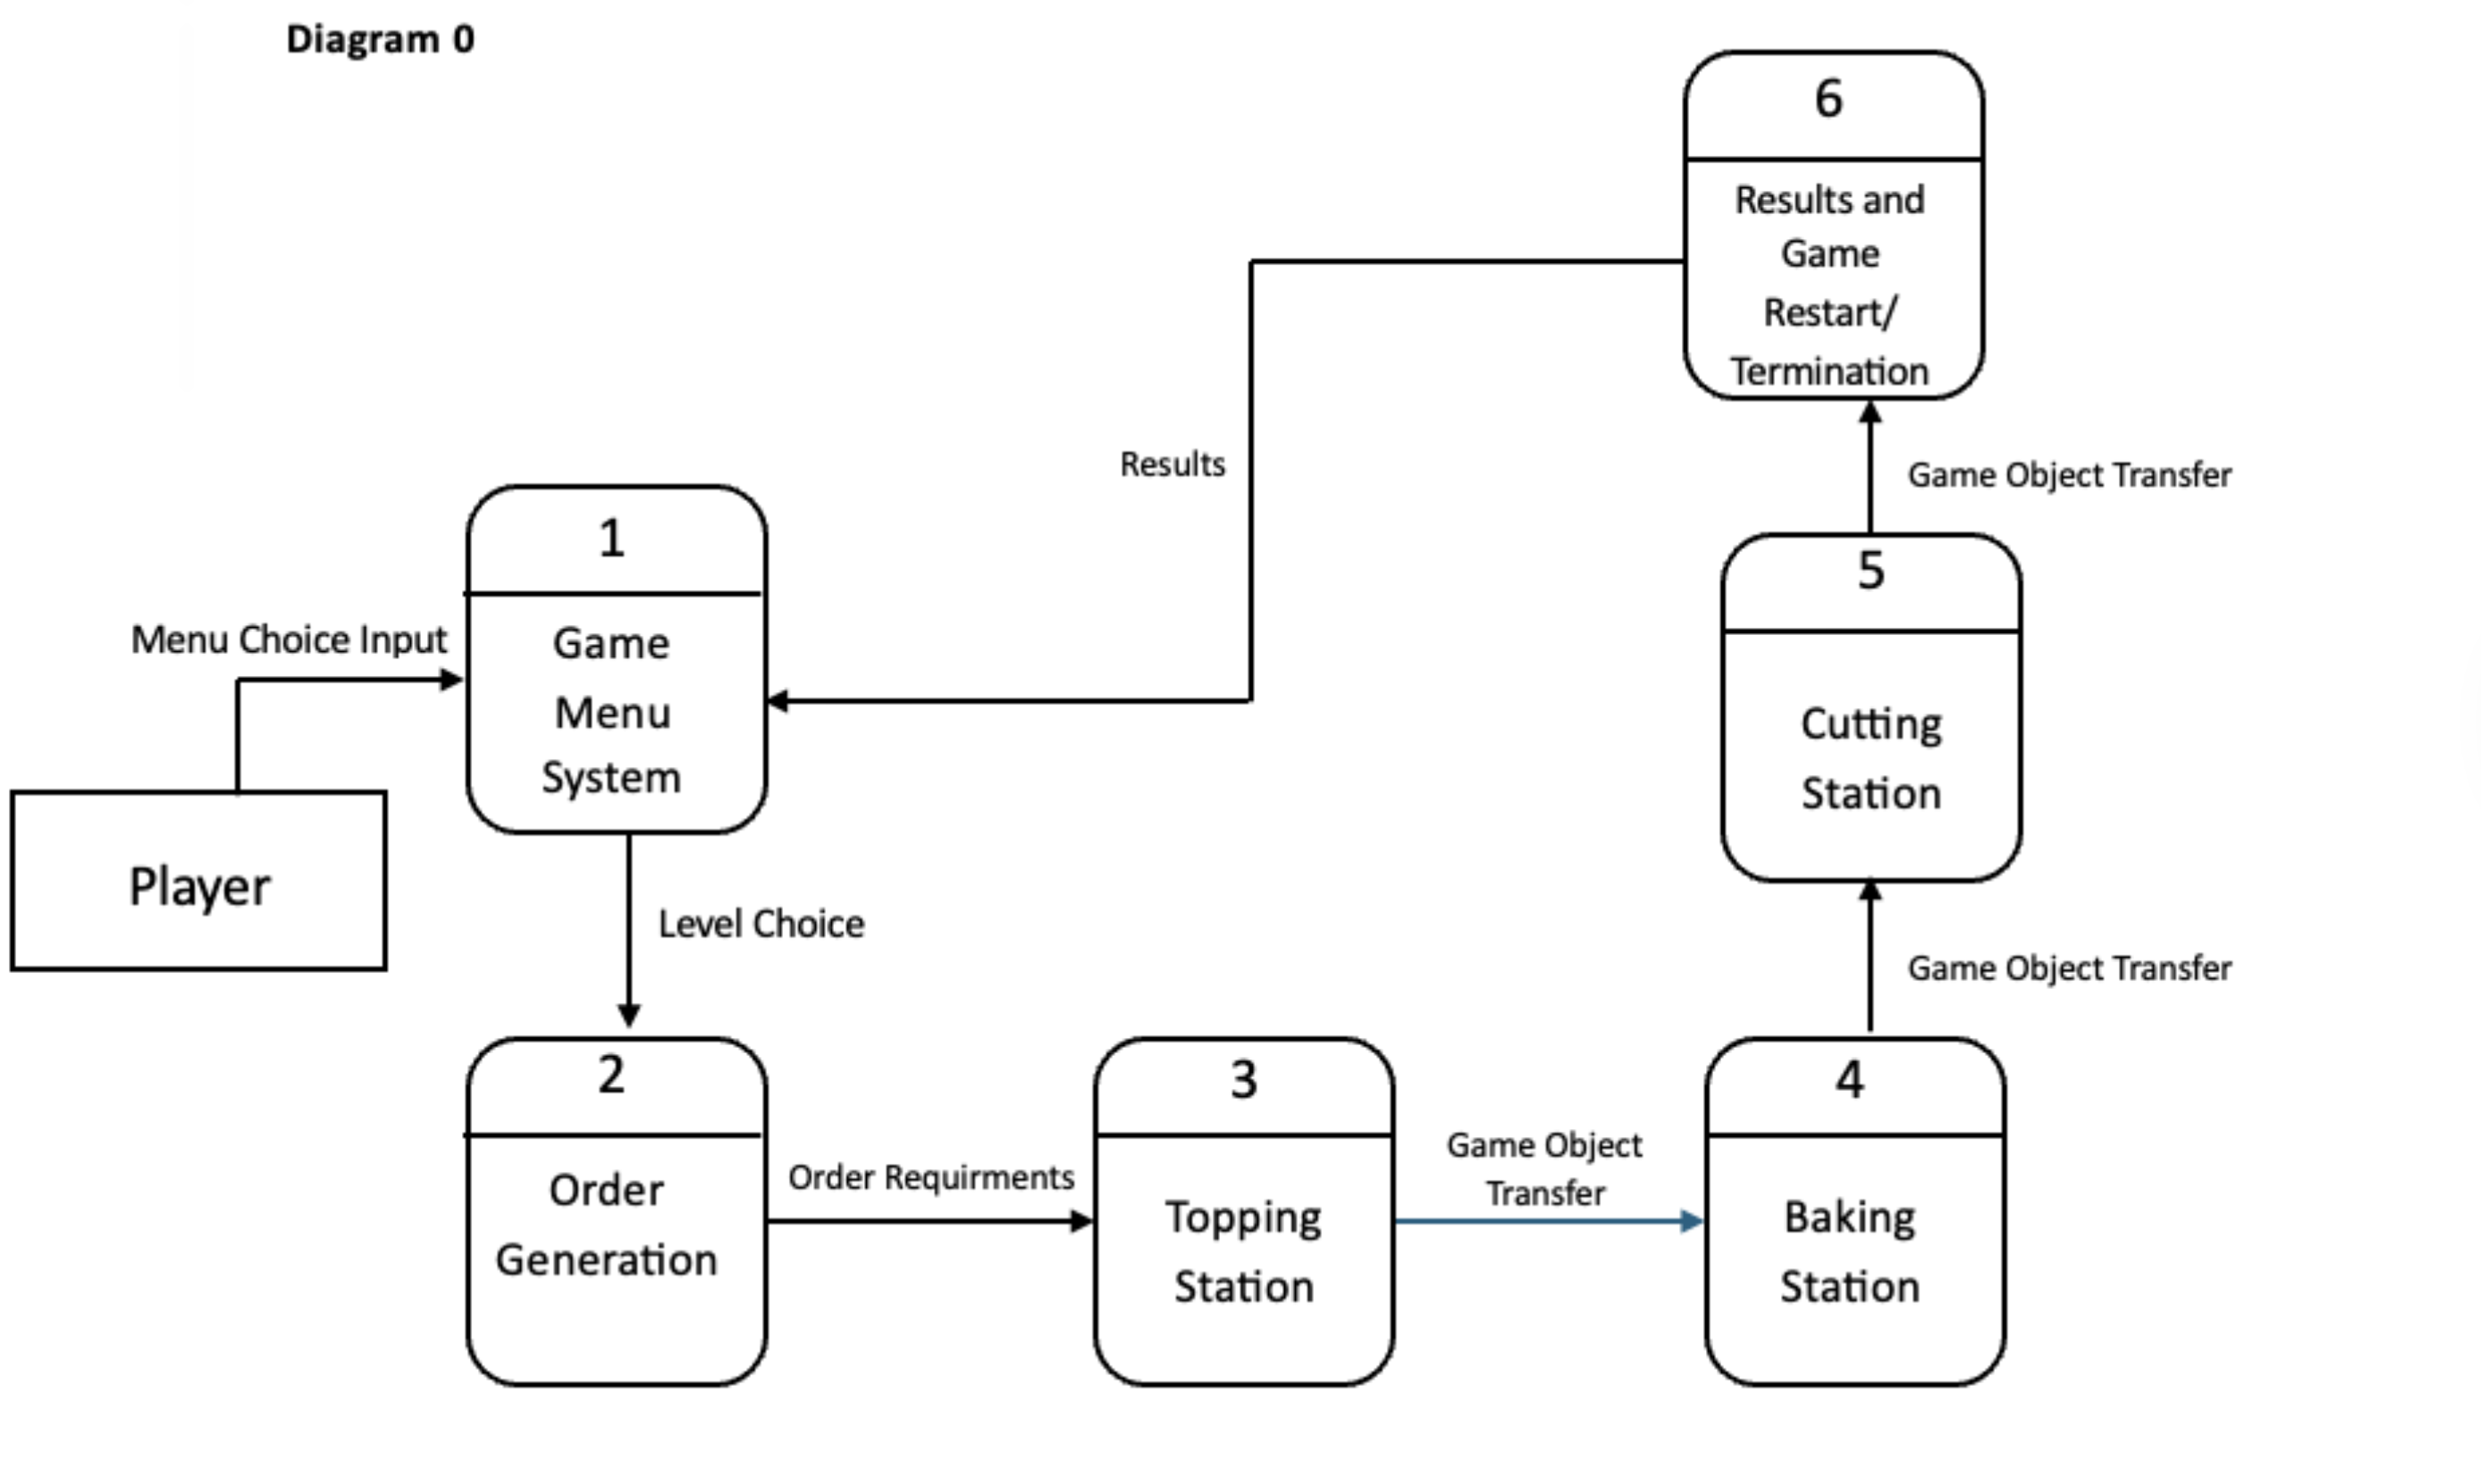 Diagram 0
6
Results and
Game
Restart/
Termination
Results
Game Object Transfer
1
Game
Menu
System
Menu Choice Input
5
Cutting
Station
Player
Level Choice
Game Object Transfer
2
Order
Generation
Order Requirments
3
Topping
Station
Game Object
Transfer
4
Baking
Station